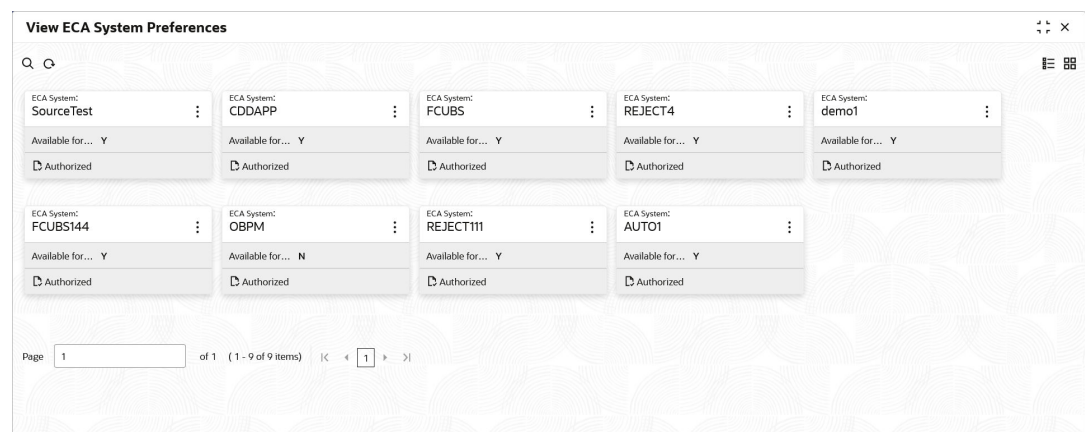 View ECA System Preferences
ECA System: ECA System: ECA System: ECA System: ECA System:
SourceTest CDDAPP FCUBS REJECT4 demo1
Available for... Y Available for... Y Available for... Y Available for... Y Available for... Y
Authorized Authorized Authorized Authorized Authorized
ECA System: ECA System: ECA System: ECA System:
FCUBS144 OBPM REJECT111 AUTO1
Available for... Y Available for... N Available for... Y Available for... Y
Authorized Authorized Authorized Authorized
Page 1 of 1 (1 - 9 of 9 items) 1